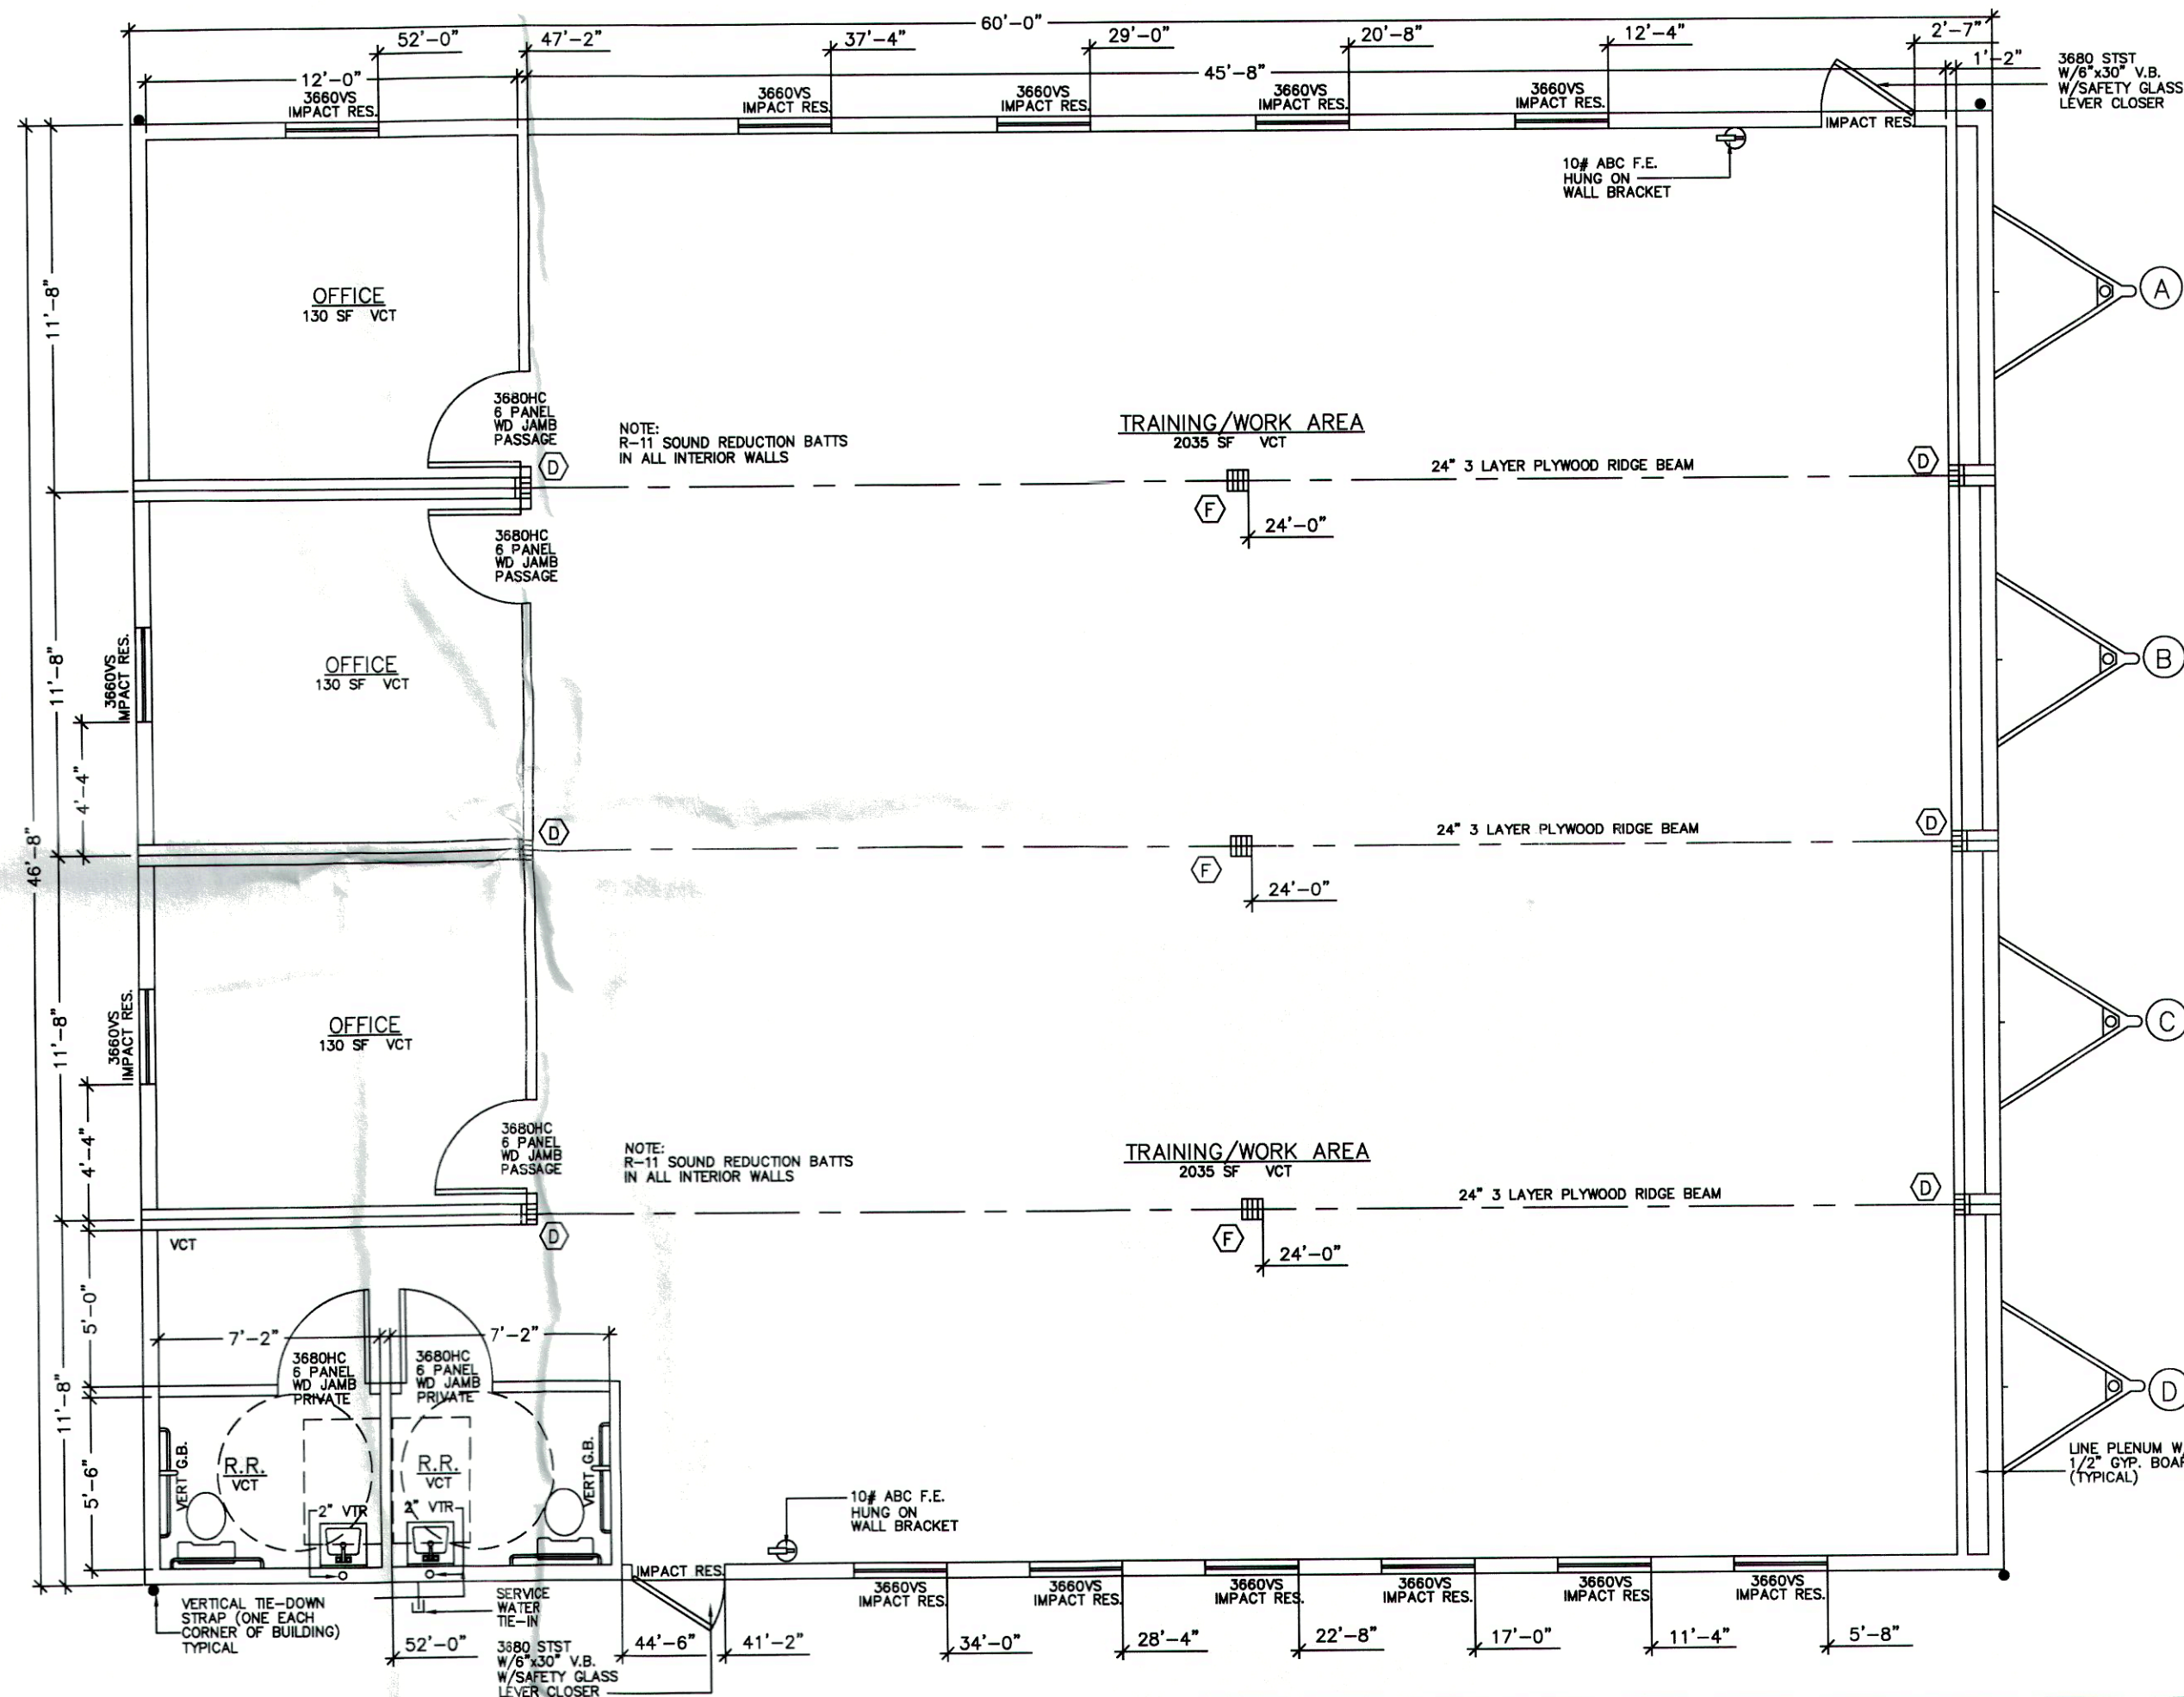 60'-0"
52'-0"
47'-2"
37'-4"
29'-0"
20'-8"
12'-4"
2'-7"
12'-0"
45'-8"
1'-2"
3680 STST
W/6"x30" V.B.
W/SAFETY GLASS
LEVER CLOSER
3660VS
IMPACT RES.
3660VS
IMPACT RES.
3660VS
IMPACT RES.
3660VS
IMPACT RES.
3660VS
IMPACT RES.
IMPACT RES.
10# ABC F.E.
HUNG ON
WALL BRACKET
11'-8"
OFFICE
130 SF VCT
A
3680HC
6 PANEL
WD JAMB
PASSAGE
NOTE:
R-11 SOUND REDUCTION BATTS
IN ALL INTERIOR WALLS
TRAINING/WORK AREA
2035 SF VCT
24" 3 LAYER PLYWOOD RIDGE BEAM
D
D
F
24'-0"
3680HC
6 PANEL
WD JAMB
PASSAGE
11'-8"
3660VS
MPACT RES.
OFFICE
130 SF VCT
B
4'-4"
46'-8"
D
24" 3 LAYER PLYWOOD RIDGE BEAM
D
F
24'-0"
11'-8"
3660VS
IMPACT RES.
OFFICE
130 SF VCT
C
4'-4"
3680HC
6 PANEL
WD JAMB
PASSAGE
NOTE:
R-11 SOUND REDUCTION BATTS
IN ALL INTERIOR WALLS
TRAINING/WORK AREA
2035 SF VCT
24" 3 LAYER PLYWOOD RIDGE BEAM
D
D
F
24'-0"
VCT
5'-0"
7'-2"
7'-2"
3680HC
6 PANEL
WD JAMB
PRIVATE
3680HC
6 PANEL
WD JAMB
PRIVATE
11'-8"
D
5'-6"
VERT G.B.
R.R.
VCT
R.R.
VCT
VERT G.B.
2" VTR
2" VTR
LINE PLENUM W/
1/2" GYP. BOAR
(TYPICAL)
10# ABC F.E.
HUNG ON
WALL BRACKET
IMPACT RES.
3660VS
IMPACT RES.
3660VS
IMPACT RES.
3660VS
IMPACT RES.
3660VS
IMPACT RES.
3660VS
IMPACT RES
3660VS
IMPACT RES.
VERTICAL TIE-DOWN
STRAP (ONE EACH
CORNER OF BUILDING)
TYPICAL
SERVICE
WATER
TIE-IN
52'-0"
44'-6"
41'-2"
34'-0"
28'-4"
22'-8"
17'-0"
11'-4"
5'-8"
3680 STST
W/6"x30" V.B.
W/SAFETY GLASS
LEVER CLOSER